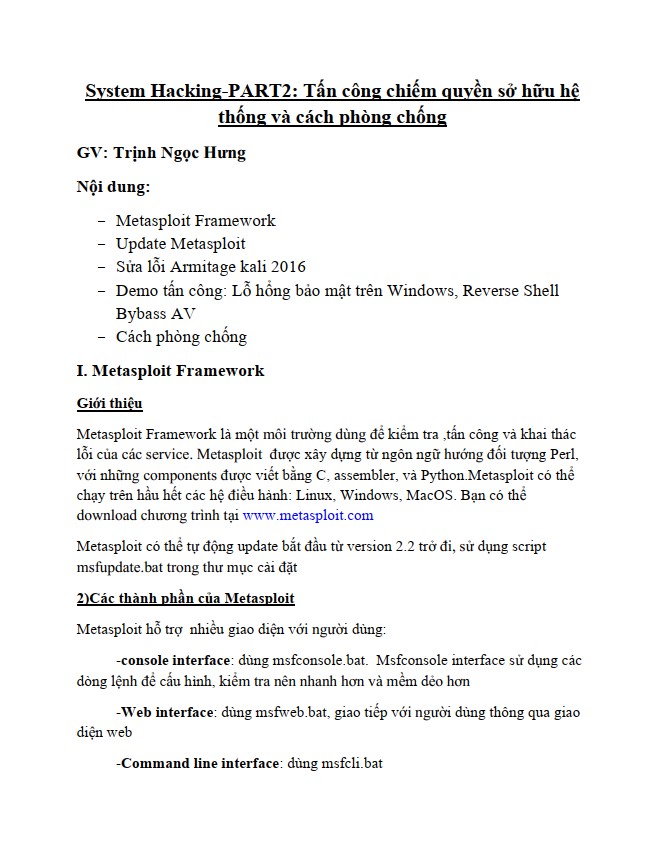 System Hacking-PART2: Tấn công chiếm quyền sở hữu hệ
thống và cách phòng chống
GV: Trịnh Ngọc Hưng
Nội dung:
− Metasploit Framework
− Update Metasploit
− Sửa lỗi Armitage kali 2016
− Demo tấn công: Lỗ hổng bảo mật trên Windows, Reverse Shell
Bybass AV
− Cách phòng chống
I. Metasploit Framework
Giới thiệu
Metasploit Framework là một môi trường dùng để kiểm tra ,tấn công và khai thác
lỗi của các service. Metasploit  được xây dựng từ ngôn ngữ hướng đối tượng Perl,
với những components được viết bằng C, assembler, và Python.Metasploit có thể
chạy trên hầu hết các hệ điều hành: Linux, Windows, MacOS. Bạn có thể
download chương trình tại www.metasploit.com
Metasploit có thể tự động update bắt đầu từ version 2.2 trở đi, sử dụng script
msfupdate.bat trong thư mục cài đặt
2)Các thành phần của Metasploit
Metasploit hỗ trợ  nhiều giao diện với người dùng:
-console interface: dùng msfconsole.bat.  Msfconsole interface sử dụng các
dòng lệnh để cấu hình, kiểm tra nên nhanh hơn và mềm dẻo hơn
-Web interface: dùng msfweb.bat, giao tiếp với người dùng thông qua giao
diện web
-Command line interface: dùng msfcli.bat